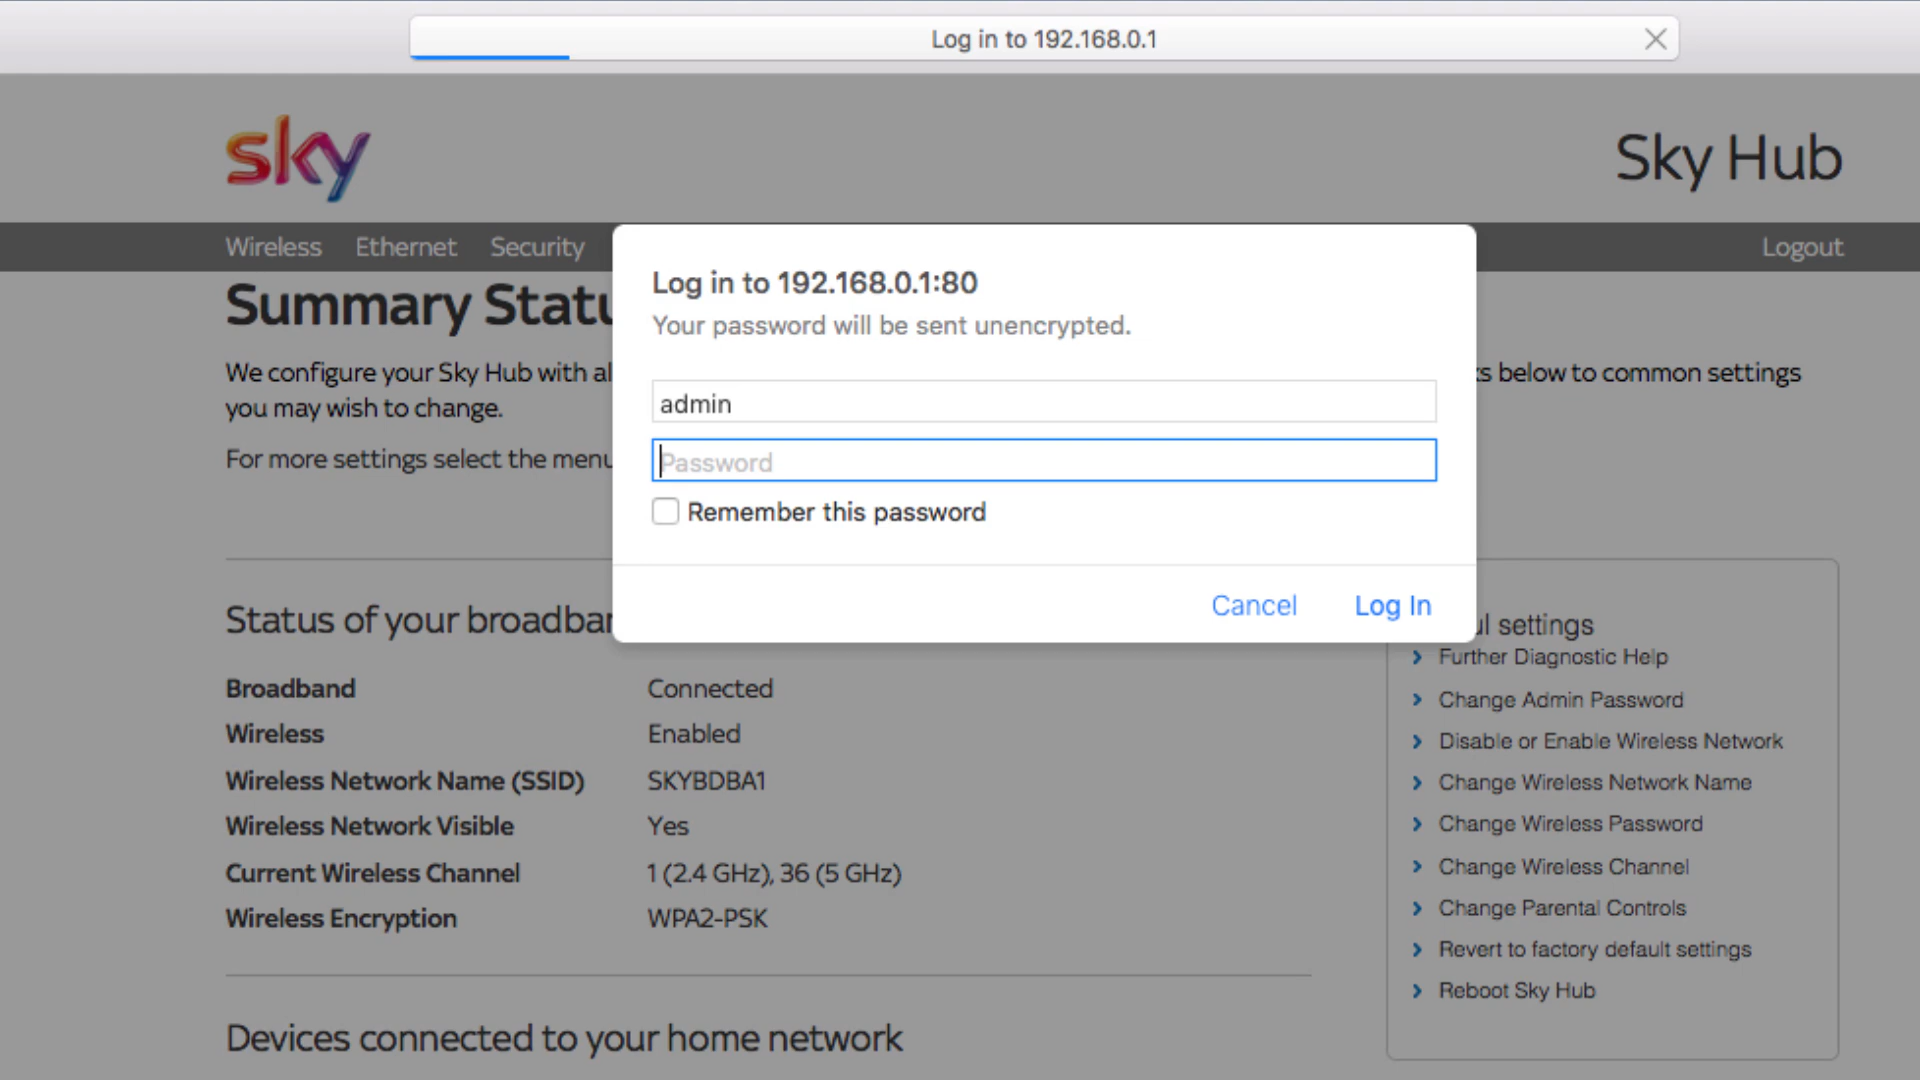 Log in to 192.168.0.1
sky
Sky Hub
Wireless Ethernet Security
Logout
Summary Statu
We configure your Sky Hub with al
ks below to common settings
you may wish to change.
For more settings select the menu
Log in to 192.168.0.1:80
Your password will be sent unencrypted.
admin
Password
Remember this password
Cancel Log In
Status of your broadban
Broadband Connected
Wireless Enabled
Wireless Network Name (SSID) SKYBDBA1
Wireless Network Visible Yes
Current Wireless Channel 1 (2.4 GHz), 36 (5 GHz)
Wireless Encryption WPA2-PSK
ul settings
Further Diagnostic Help
Change Admin Password
Disable or Enable Wireless Network
Change Wireless Network Name
Change Wireless Password
Change Wireless Channel
Change Parental Controls
Revert to factory default settings
Reboot Sky Hub
Devices connected to your home network